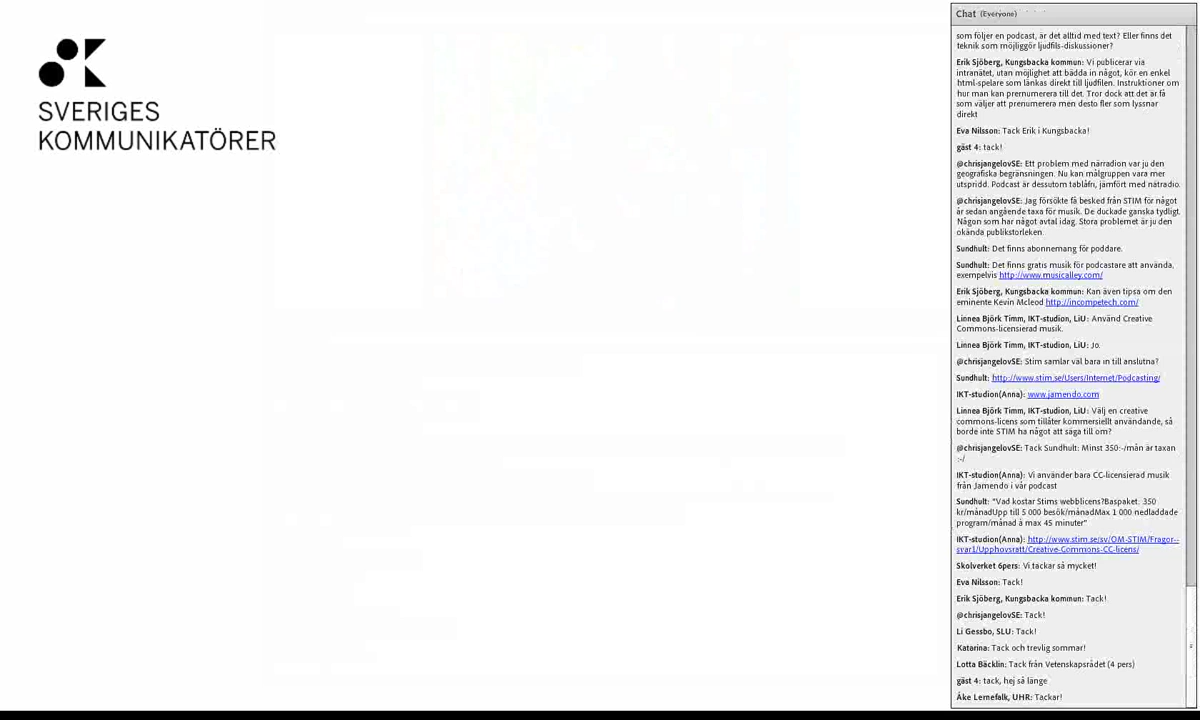 SVERIGES
KOMMUNIKATÖRER
Chat (Everyone)
som följer en podcast, är det alltid med text? Eller finns det
teknik som möjliggör ljudfils-diskussioner?
Erik Sjöberg, Kungsbacka kommun: Vi publicerar via
intranätet, utan möjlighet att bädda in något, kör en enkel
html-spelare som länkas direkt till ljudfilen. Instruktioner om
hur man kan prenumerera till det. Tror dock att det är få
som väljer att prenumerera men desto fler som lyssnar
direkt
Eva Nilsson: Tack Erik i Kungsbacka!
gäst 4: tack!
@chrisjangelovSE: Ett problem med närradion var ju den
geografiska begränsningen. Nu kan målgruppen vara mer
utspridd. Podcast är dessutom tablåfri, jämfört med nätradio.
@chrisjangelovSE: Jag försökte få besked från STIM för något
år sedan angående taxa för musik. De duckade ganska tydligt.
Någon som har något avtal idag. Stora problemet är ju den
okända publikstorleken.
Sundhult: Det finns abonnemang för poddare.
Sundhult: Det finns gratis musik för podcastare att använda,
exempelvis http://www.musicalley.com/
Erik Sjöberg, Kungsbacka kommun: Kan även tipsa om den
eminente Kevin Mcleod http://incompetech.com/
Linnea Björk Timm, IKT-studion, LiU: Använd Creative
Commons-licensierad musik.
Linnea Björk Timm, IKT-studion, LiU: Jo.
@chrisjangelovSE: Stim samlar väl bara in till anslutna?
Sundhult: http://www.stim.se/Users/Internet/Podcasting/
IKT-studion(Anna): www.jamendo.com
Linnea Björk Timm, IKT-studion, LiU: Välj en creative
commons-licens som tillåter kommersiellt användande, så
borde inte STIM ha något att säga till om?
@chrisjangelovSE: Tack Sundhult: Minst 350:-/mån är taxan
:-/
IKT-studion(Anna): Vi använder bara CC-licensierad musik
från Jamendo i vår podcast
Sundhult: "Vad kostar Stims webblicens?Baspaket: 350
kr/månadUpp till 5 000 besök/månadMax 1 000 nedladdade
program/månad à max 45 minuter"
IKT-studion(Anna): http://www.stim.se/sv/OM-STIM/Fragor--
svar1/Upphovsratt/Creative-Commons-CC-licens/
Skolverket 6pers: Vi tackar så mycket!
Eva Nilsson: Tack!
Erik Sjöberg, Kungsbacka kommun: Tack!
@chrisjangelovSE: Tack!
Li Gessbo, SLU: Tack!
Katarina: Tack och trevlig sommar!
Lotta Bäcklin: Tack från Vetenskapsrådet (4 pers)
gäst 4: tack, hej så länge
Åke Lernefalk, UHR: Tackar!